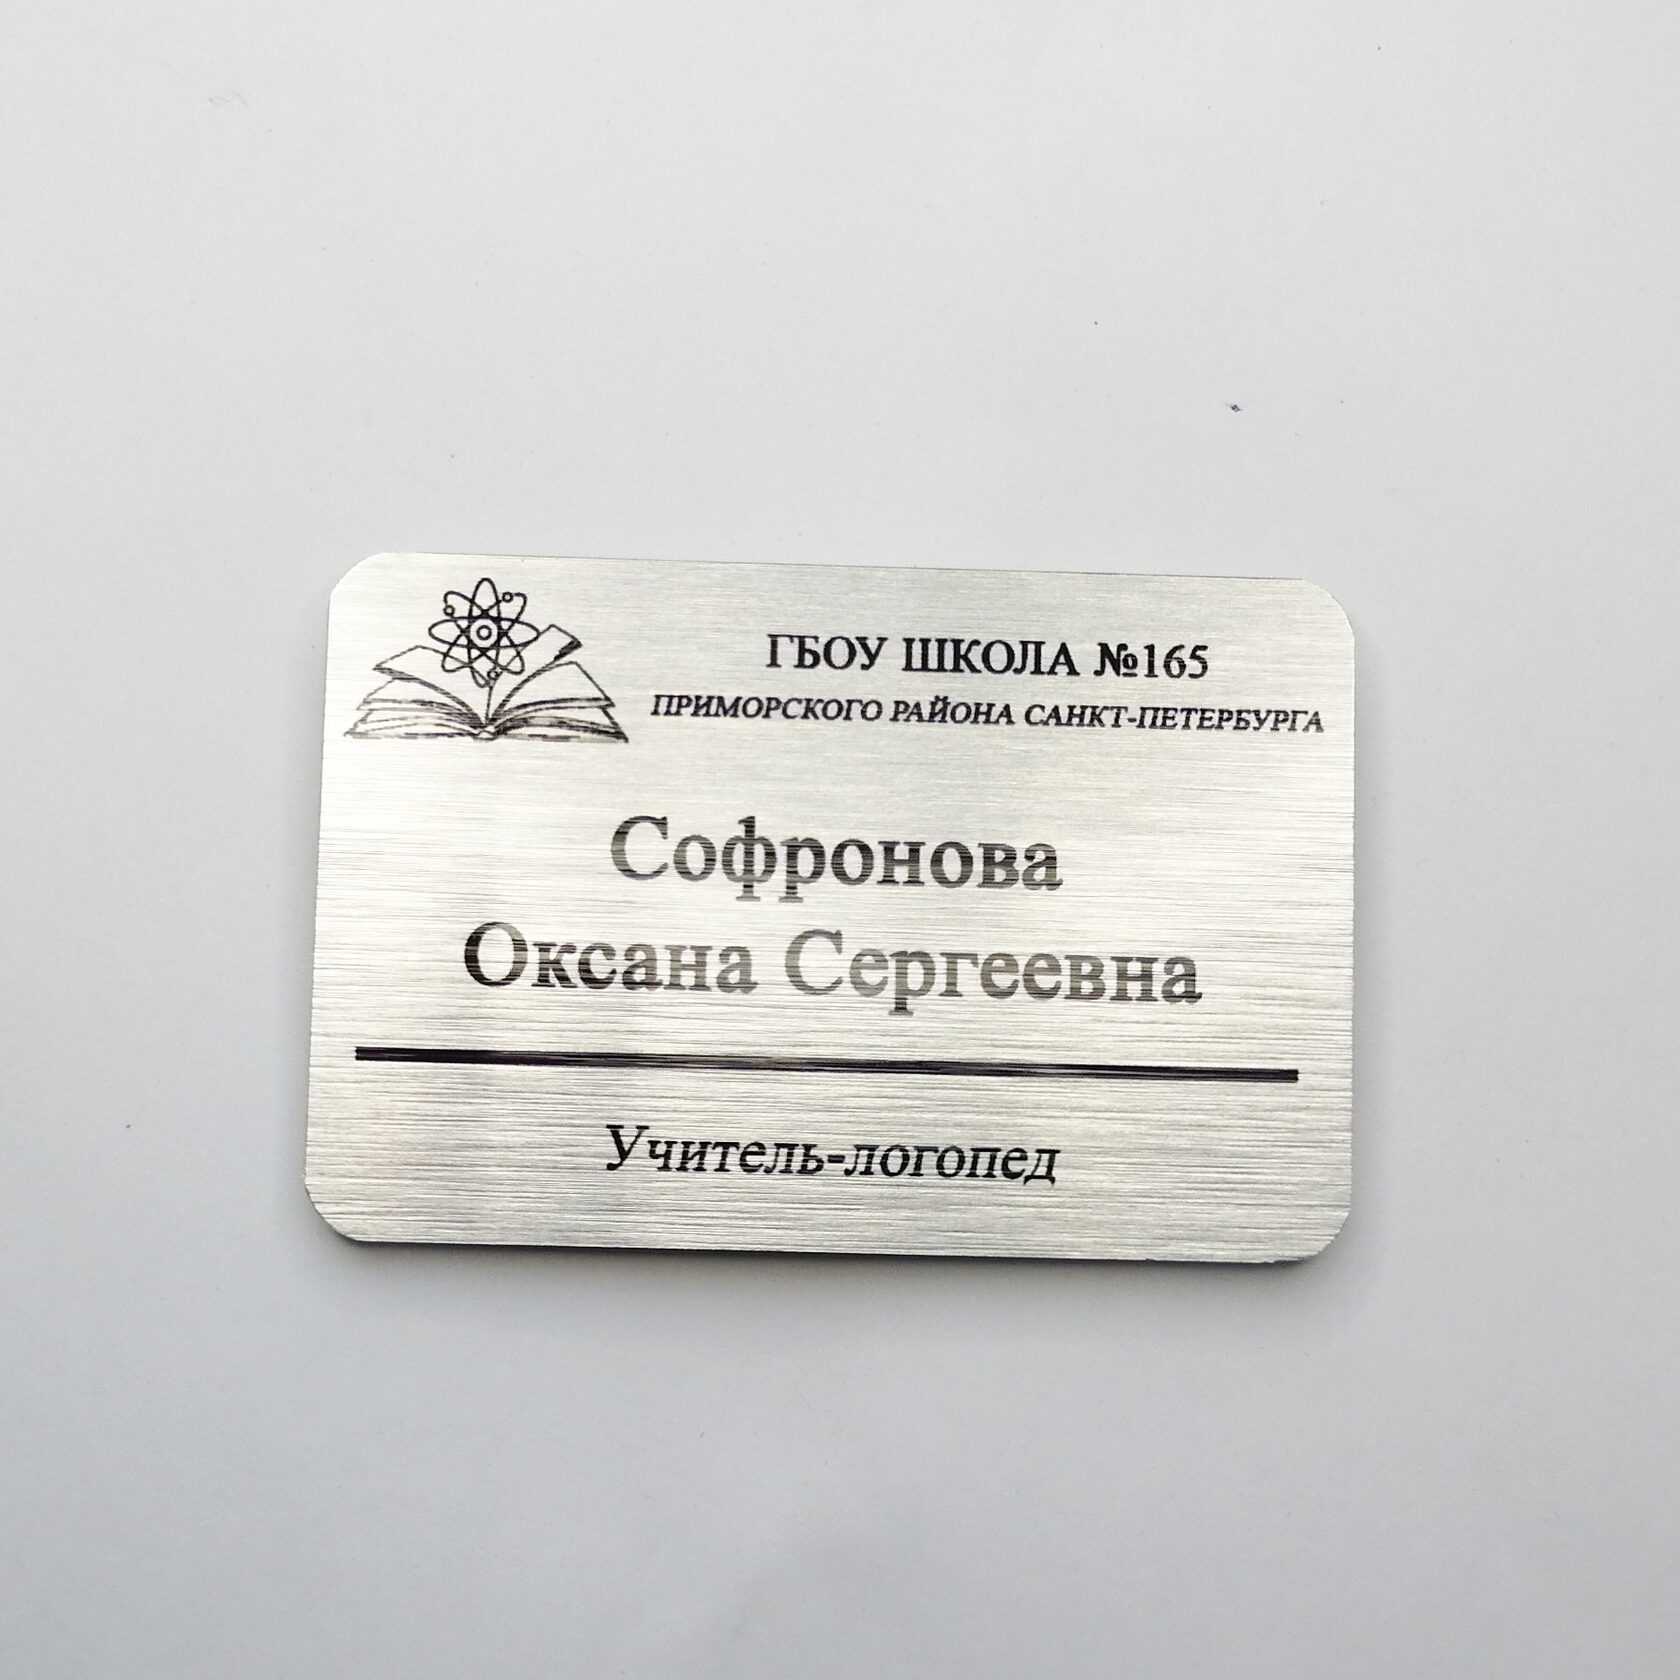 ГБОУ ШКОЛА №165
ПРИМОРСКОГО РАЙОНА САНКТ-ПЕТЕРБУРГА
Софронова
Оксана Сергеевна
Учитель-логопед